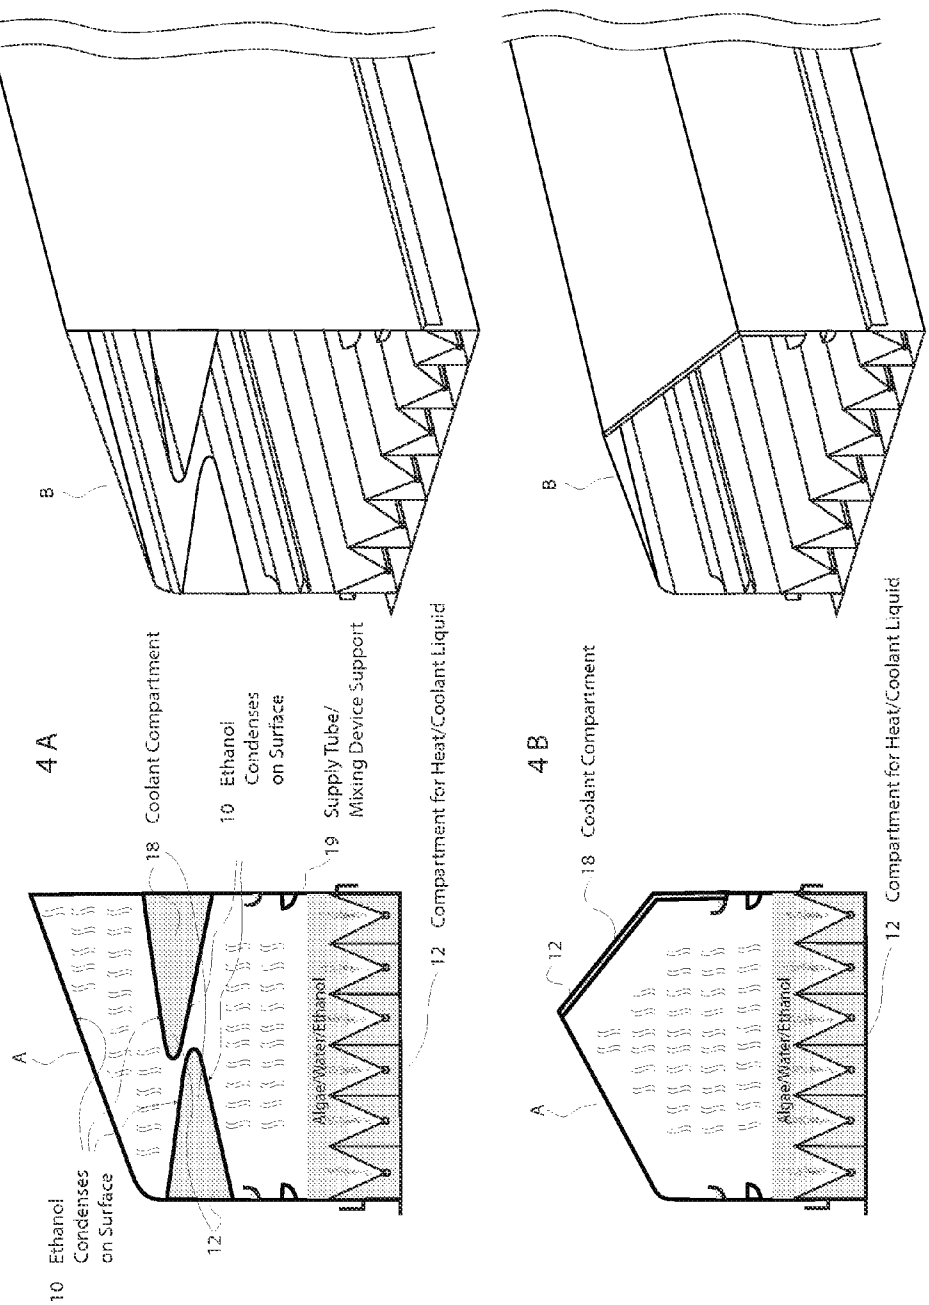 4 A
B
18 Coolant Compartment
10 Ethanol
Condenses
on Surface
19 Supply Tube/
Mixing Device Support
12 Compartment for Heat/Coolant Liquid
A
10 Ethanol
Condenses
on Surface
12
Algae/Water/Ethanol
4 B
B
18 Coolant Compartment
12
A
Algae/Water/Ethanol
12 Compartment for Heat/Coolant Liquid